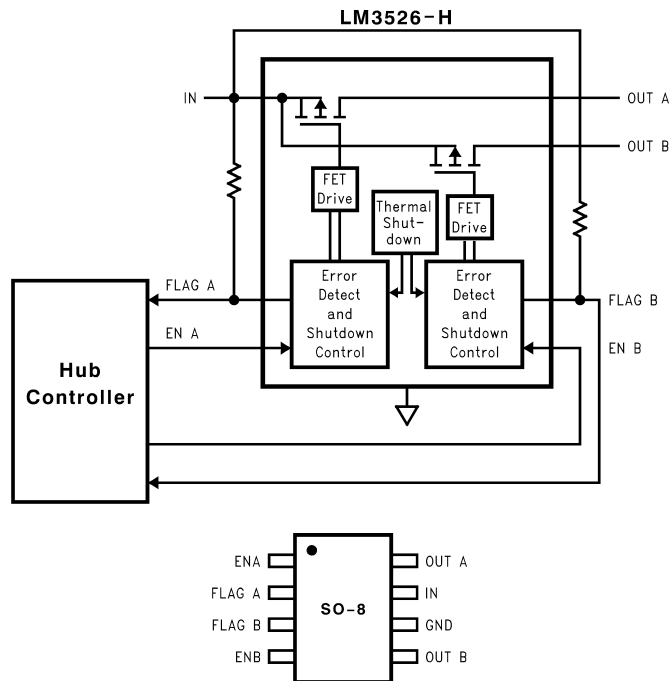 LM3526-H
IN
OUT A
OUT B
FET
Drive
Thermal
Shut-
down
FET
Drive
FLAG A
Error
Detect
and
Shutdown
Control
Error
Detect
and
Shutdown
Control
FLAG B
EN A
EN B
Hub
Controller
ENA
OUT A
FLAG A
IN
SO-8
FLAG B
GND
ENB
OUT B